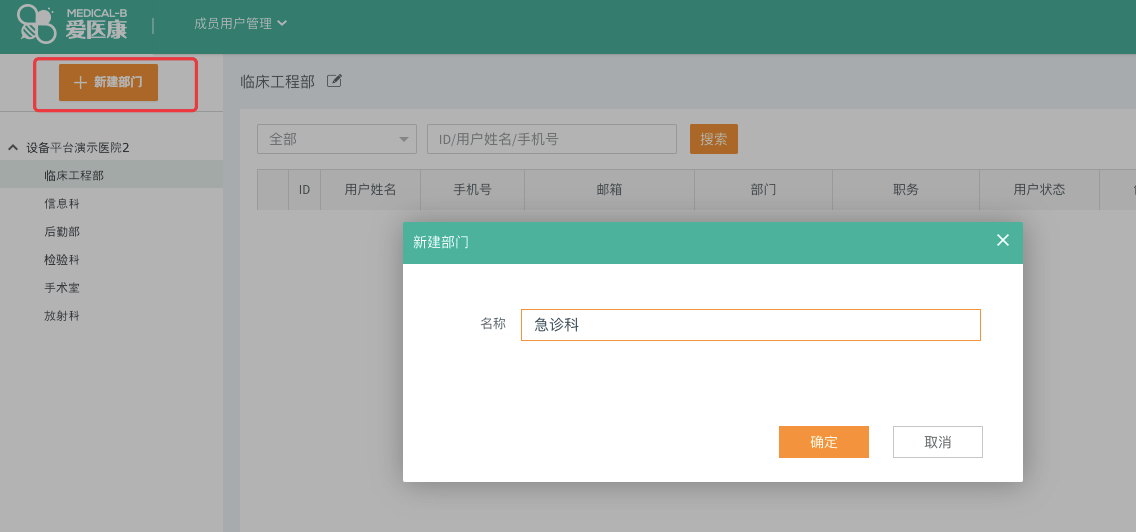 MEDICAL-B
爱医康
成员用户管理
新建部门
临床工程部
全部
ID/用户姓名/手机号
搜索
设备平台演示医院2
临床工程部
信息科
后勤部
检验科
手术室
放射科
ID
用户姓名
手机号
邮箱
部门
职务
用户状态
新建部门
名称
急诊科
确定
取消